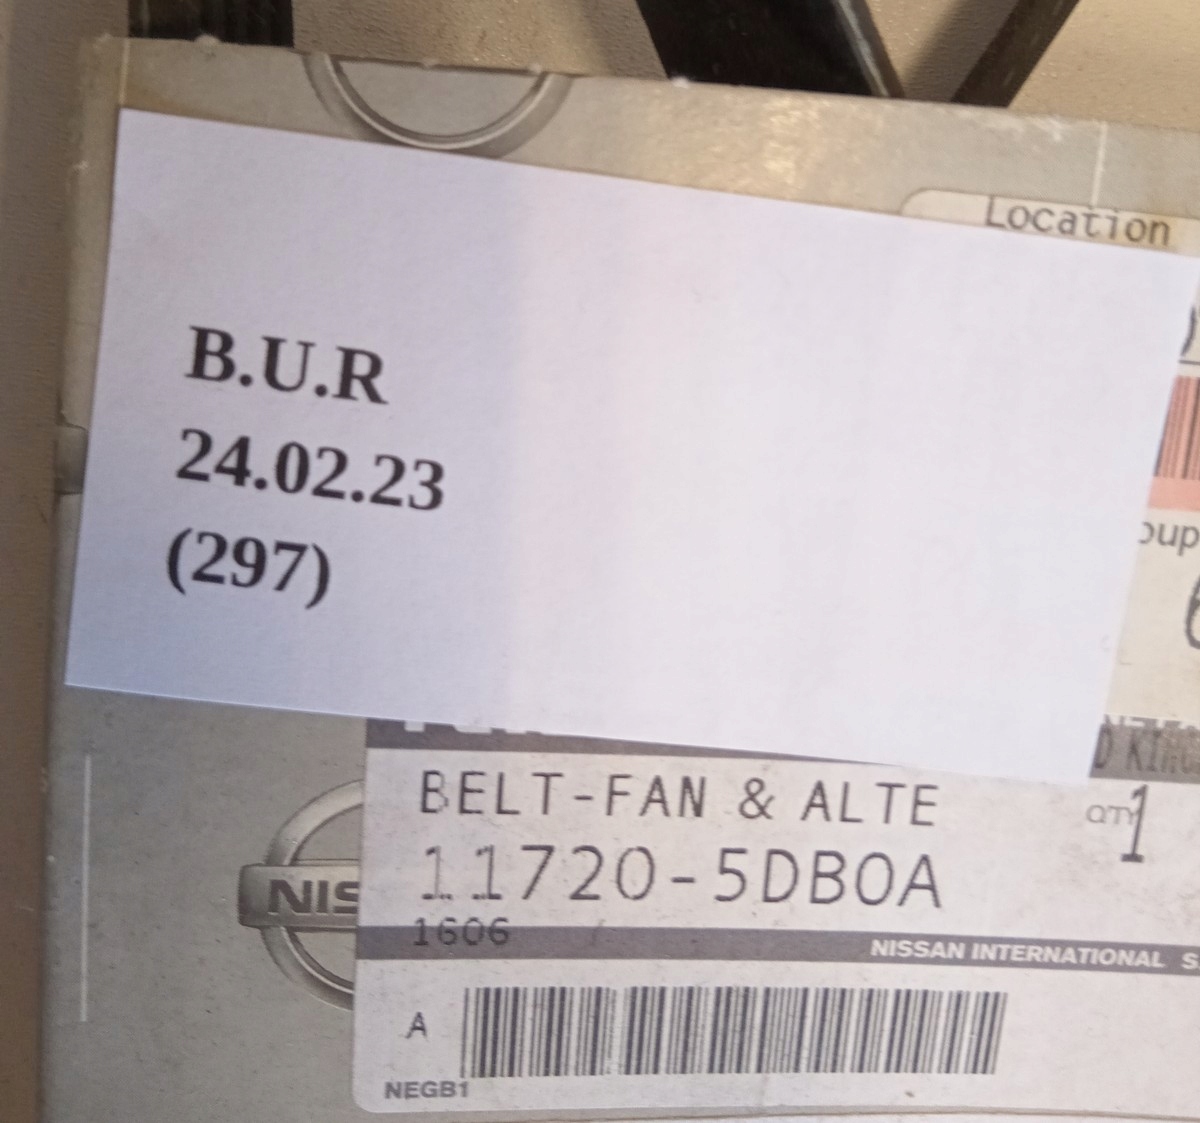 Location
B.U.R
24.02.23
(297)
BELT-FAN & ALTE
QTY 1
11720-5DB0A
1606
NISSAN INTERNATIONAL S
NIS
A
NEGB1